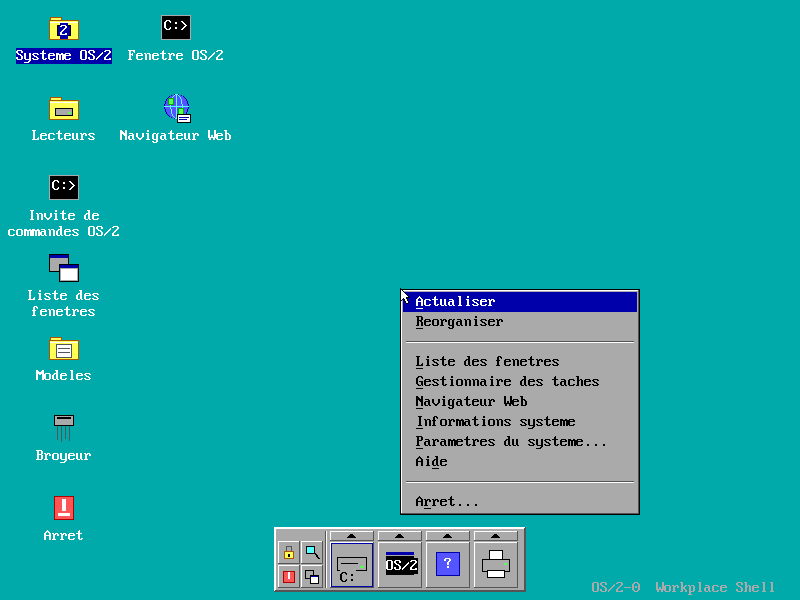 2
Systeme OS/2
C:>
Fenetre OS/2
Lecteurs
Navigateur Web
C:>
Invite de
commandes OS/2
Liste des
fenetres
Modeles
Broyeur
Arret
Actualiser
Reorganiser
Liste des fenetres
Gestionnaire des taches
Navigateur Web
Informations systeme
Parametres du systeme...
Aide
Arret...
C:
OS/2
?
OS/2-0 Workplace Shell